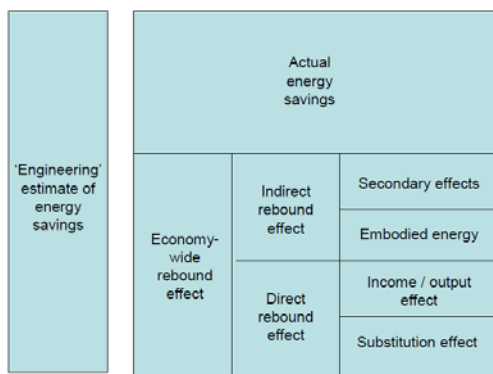 'Engineering'
estimate of
energy
savings
Actual
energy
savings
Economy-
wide
rebound
effect
Indirect
rebound
effect
Direct
rebound
effect
Secondary effects
Embodied energy
Income / output
effect
Substitution effect